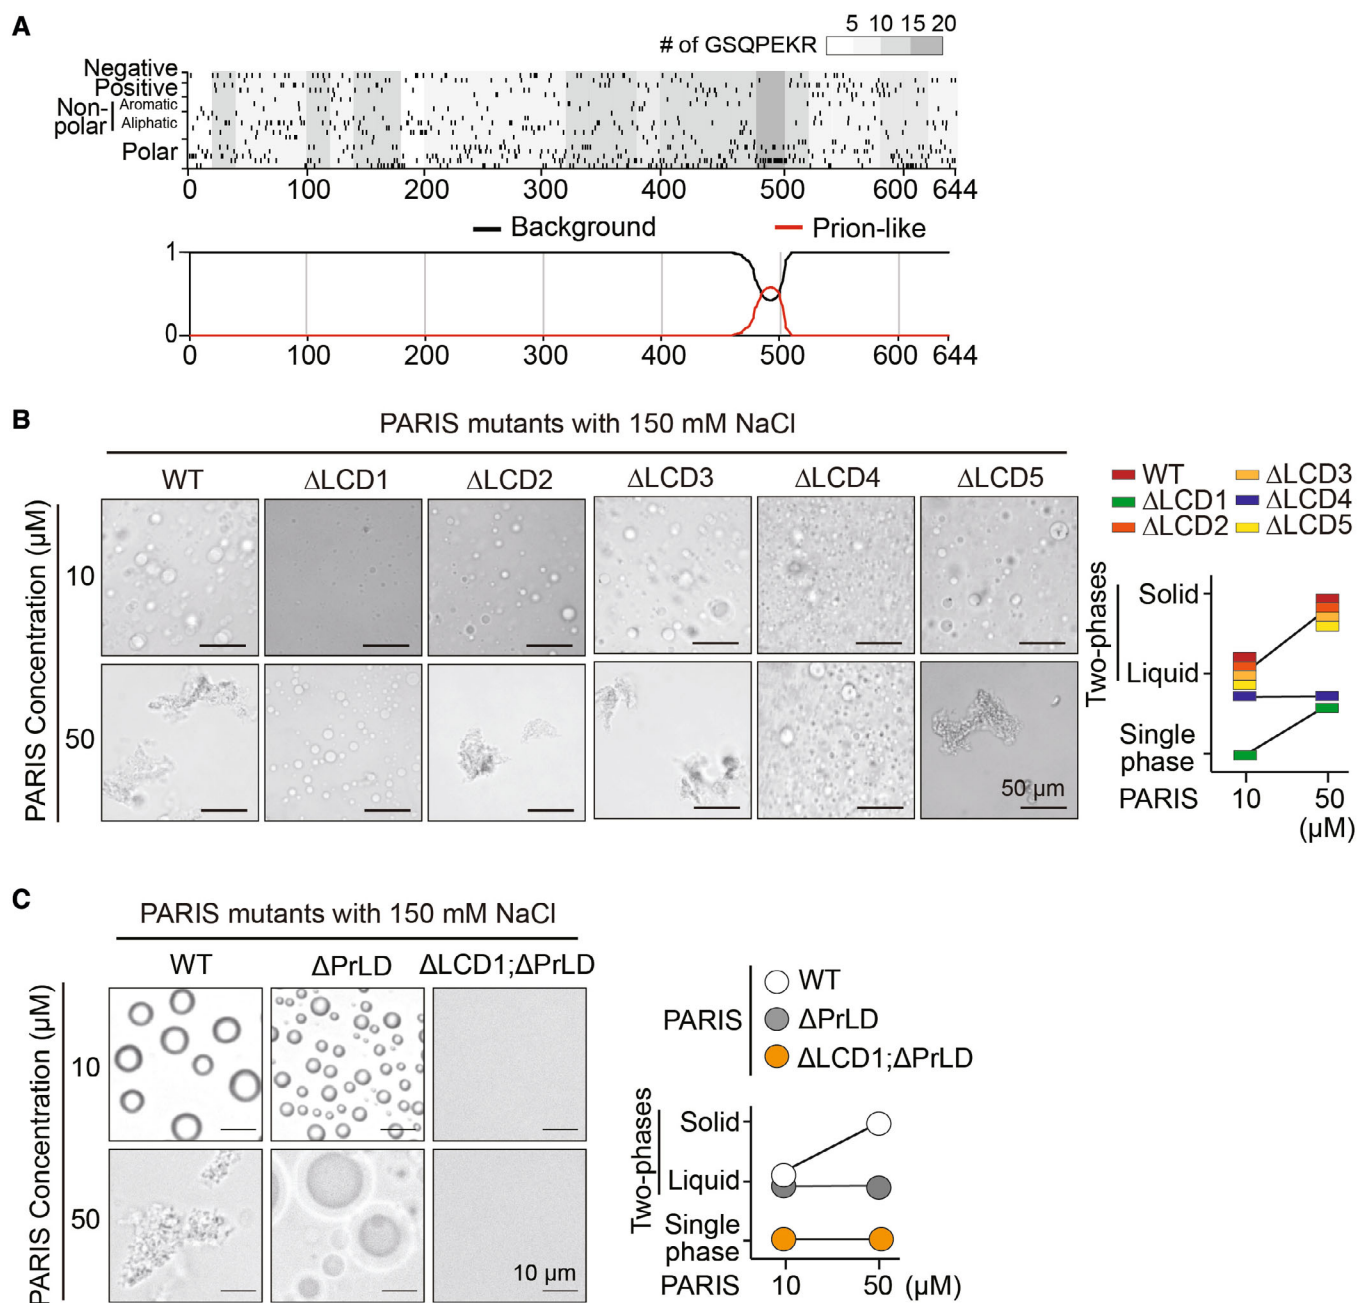 A
5 10 15 20
# of GSQPEKR
Negative
Positive
Non-polar
Aromatic
Aliphatic
Polar
0 100 200 300 400 500 600 644
Background Prion-like
1
0
0 100 200 300 400 500 600 644
B
PARIS mutants with 150 mM NaCl
WT ΔLCD1 ΔLCD2 ΔLCD3 ΔLCD4 ΔLCD5
PARIS Concentration (µM)
10
50
50 µm
WT ΔLCD3
ΔLCD1 ΔLCD4
ΔLCD2 ΔLCD5
Two-phases
Solid
Liquid
Single
phase
PARIS 10 50
(µM)
C
PARIS mutants with 150 mM NaCl
WT ΔPrLD ΔLCD1;ΔPrLD
PARIS Concentration (µM)
10
50
10 µm
PARIS
WT
ΔPrLD
ΔLCD1;ΔPrLD
Two-phases
Solid
Liquid
Single
phase
PARIS 10 50 (µM)